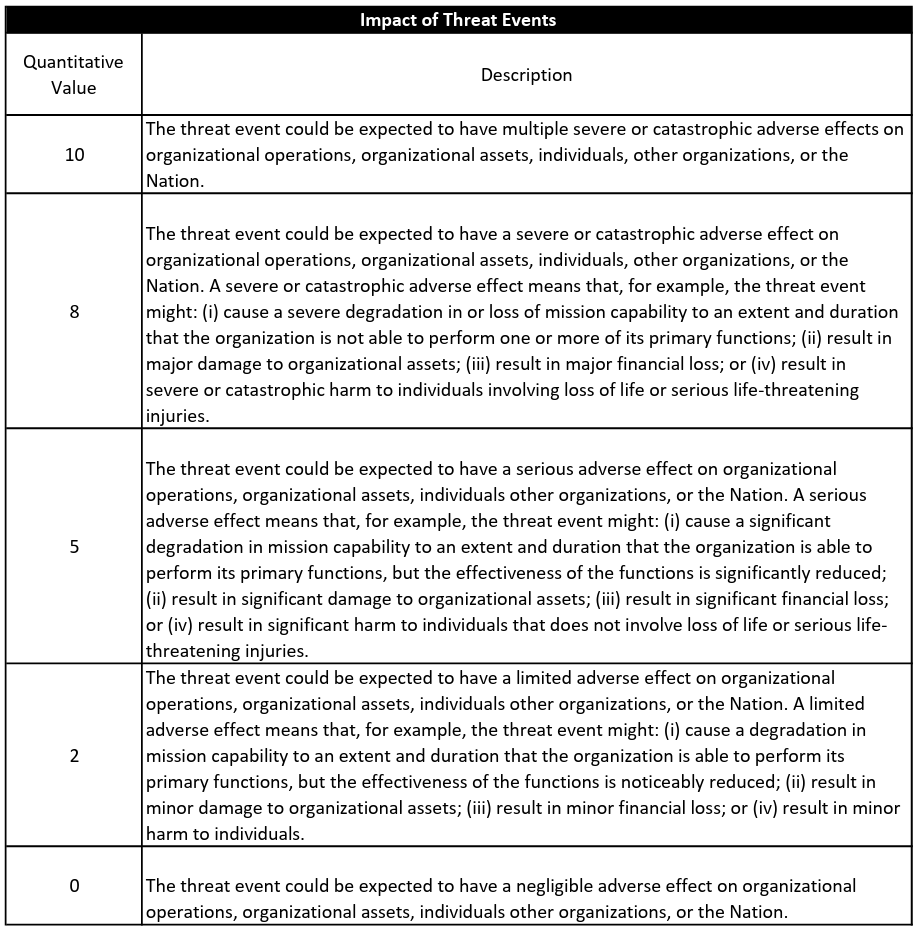 Impact of Threat Events
Quantitative
Value
Description
10
The threat event could be expected to have multiple severe or catastrophic adverse effects on
organizational operations, organizational assets, individuals, other organizations, or the
Nation.
8
The threat event could be expected to have a severe or catastrophic adverse effect on
organizational operations, organizational assets, individuals, other organizations, or the
Nation. A severe or catastrophic adverse effect means that, for example, the threat event
might: (i) cause a severe degradation in or loss of mission capability to an extent and duration
that the organization is not able to perform one or more of its primary functions; (ii) result in
major damage to organizational assets; (iii) result in major financial loss; or (iv) result in
severe or catastrophic harm to individuals involving loss of life or serious life-threatening
injuries.
5
The threat event could be expected to have a serious adverse effect on organizational
operations, organizational assets, individuals other organizations, or the Nation. A serious
adverse effect means that, for example, the threat event might: (i) cause a significant
degradation in mission capability to an extent and duration that the organization is able to
perform its primary functions, but the effectiveness of the functions is significantly reduced;
(ii) result in significant damage to organizational assets; (iii) result in significant financial loss;
or (iv) result in significant harm to individuals that does not involve loss of life or serious life-
threatening injuries.
2
The threat event could be expected to have a limited adverse effect on organizational
operations, organizational assets, individuals other organizations, or the Nation. A limited
adverse effect means that, for example, the threat event might: (i) cause a degradation in
mission capability to an extent and duration that the organization is able to perform its
primary functions, but the effectiveness of the functions is noticeably reduced; (ii) result in
minor damage to organizational assets; (iii) result in minor financial loss; or (iv) result in minor
harm to individuals.
0
The threat event could be expected to have a negligible adverse effect on organizational
operations, organizational assets, individuals other organizations, or the Nation.